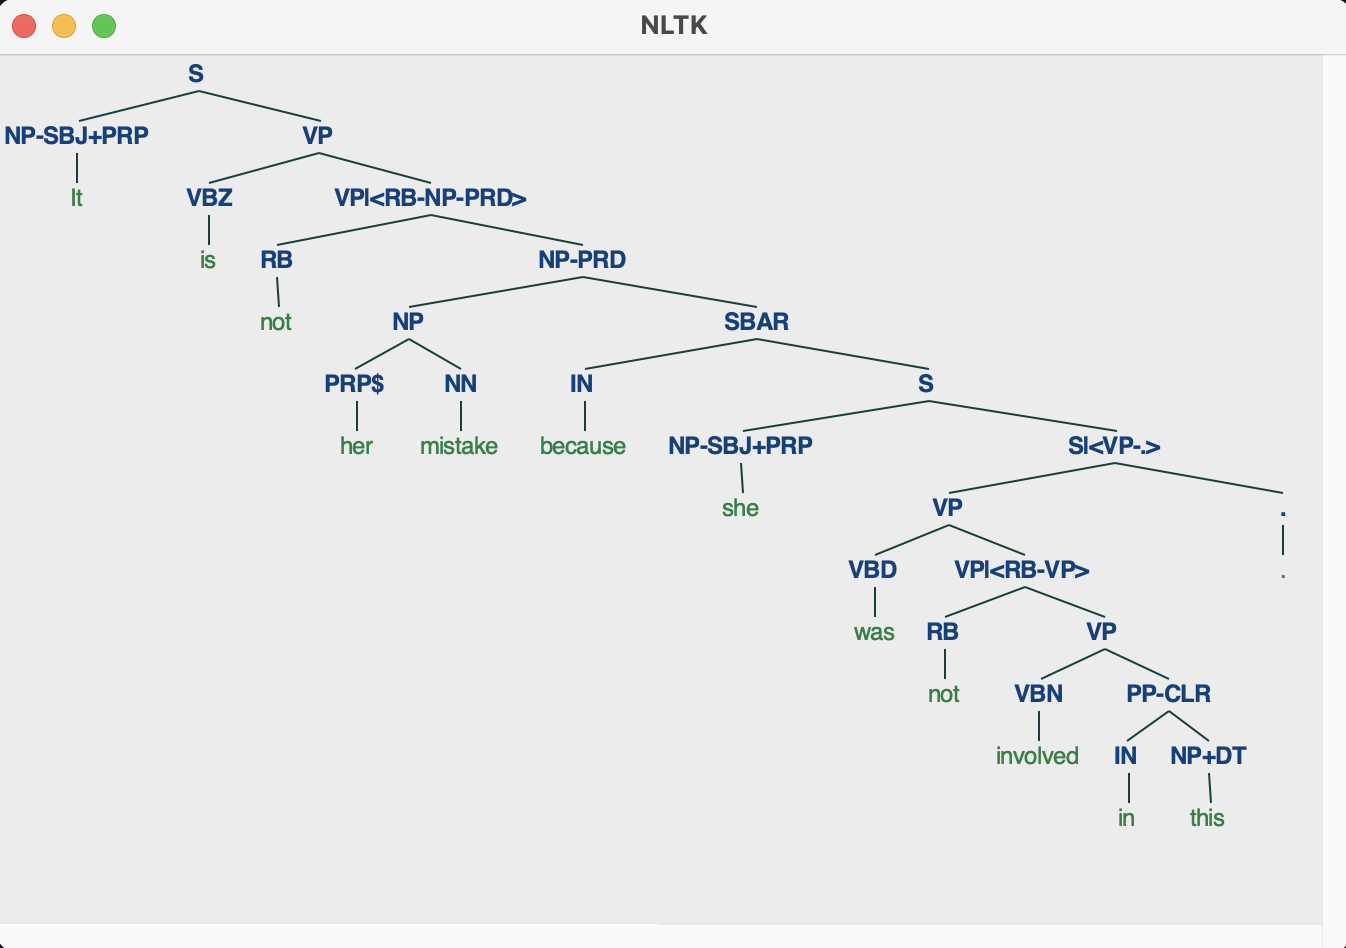 NLTK
S
NP-SBJ+PRP VP
It VBZ VP|<RB-NP-PRD>
is RB NP-PRD
not NP SBAR
PRP$ NN IN S
her mistake because NP-SBJ+PRP S|<VP-.>
she VP .
VBD VP|<RB-VP> .
was RB VP
not VBN PP-CLR
involved IN NP+DT
in this